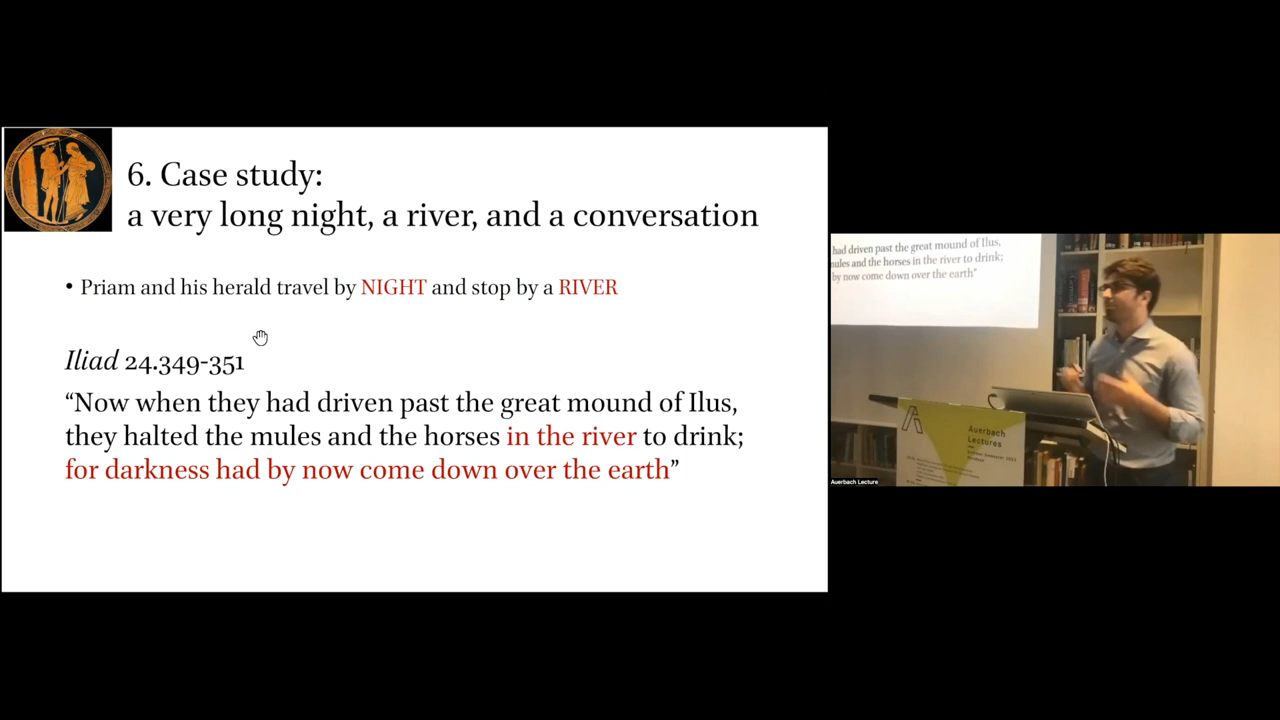 6. Case study:
a very long night, a river, and a conversation
• Priam and his herald travel by NIGHT and stop by a RIVER
Iliad 24.349-351
“Now when they had driven past the great mound of Ilus,
they halted the mules and the horses in the river to drink;
for darkness had by now come down over the earth”
had driven past the great mound of Ilus,
mules and the horses in the river to drink;
by now come down over the earth”
Auerbach
Lectures
Auerbach Lecture